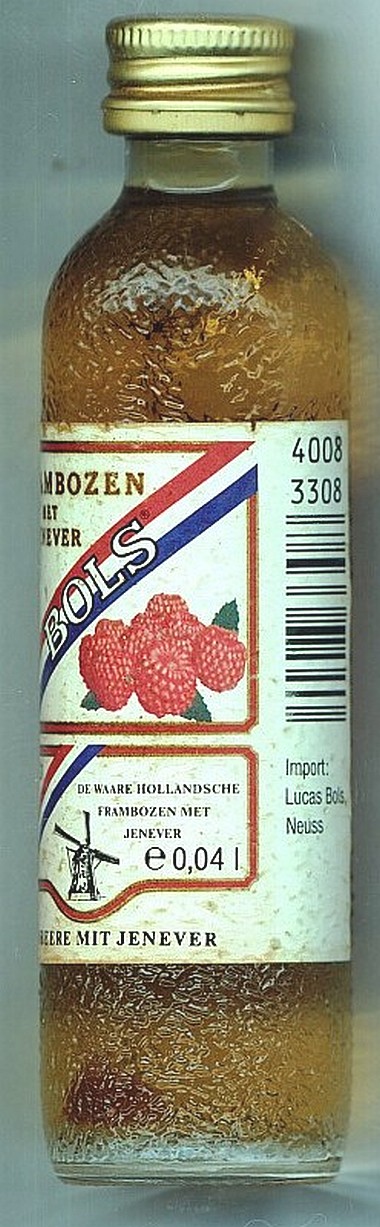 4008
3308
AMBOZEN
MET
NEVER
BOLS®
DE WAARE HOLLANDSCHE
FRAMBOZEN MET
JENEVER
e 0,04 l
Import:
Lucas Bols,
Neuss
BEERE MIT JENEVER